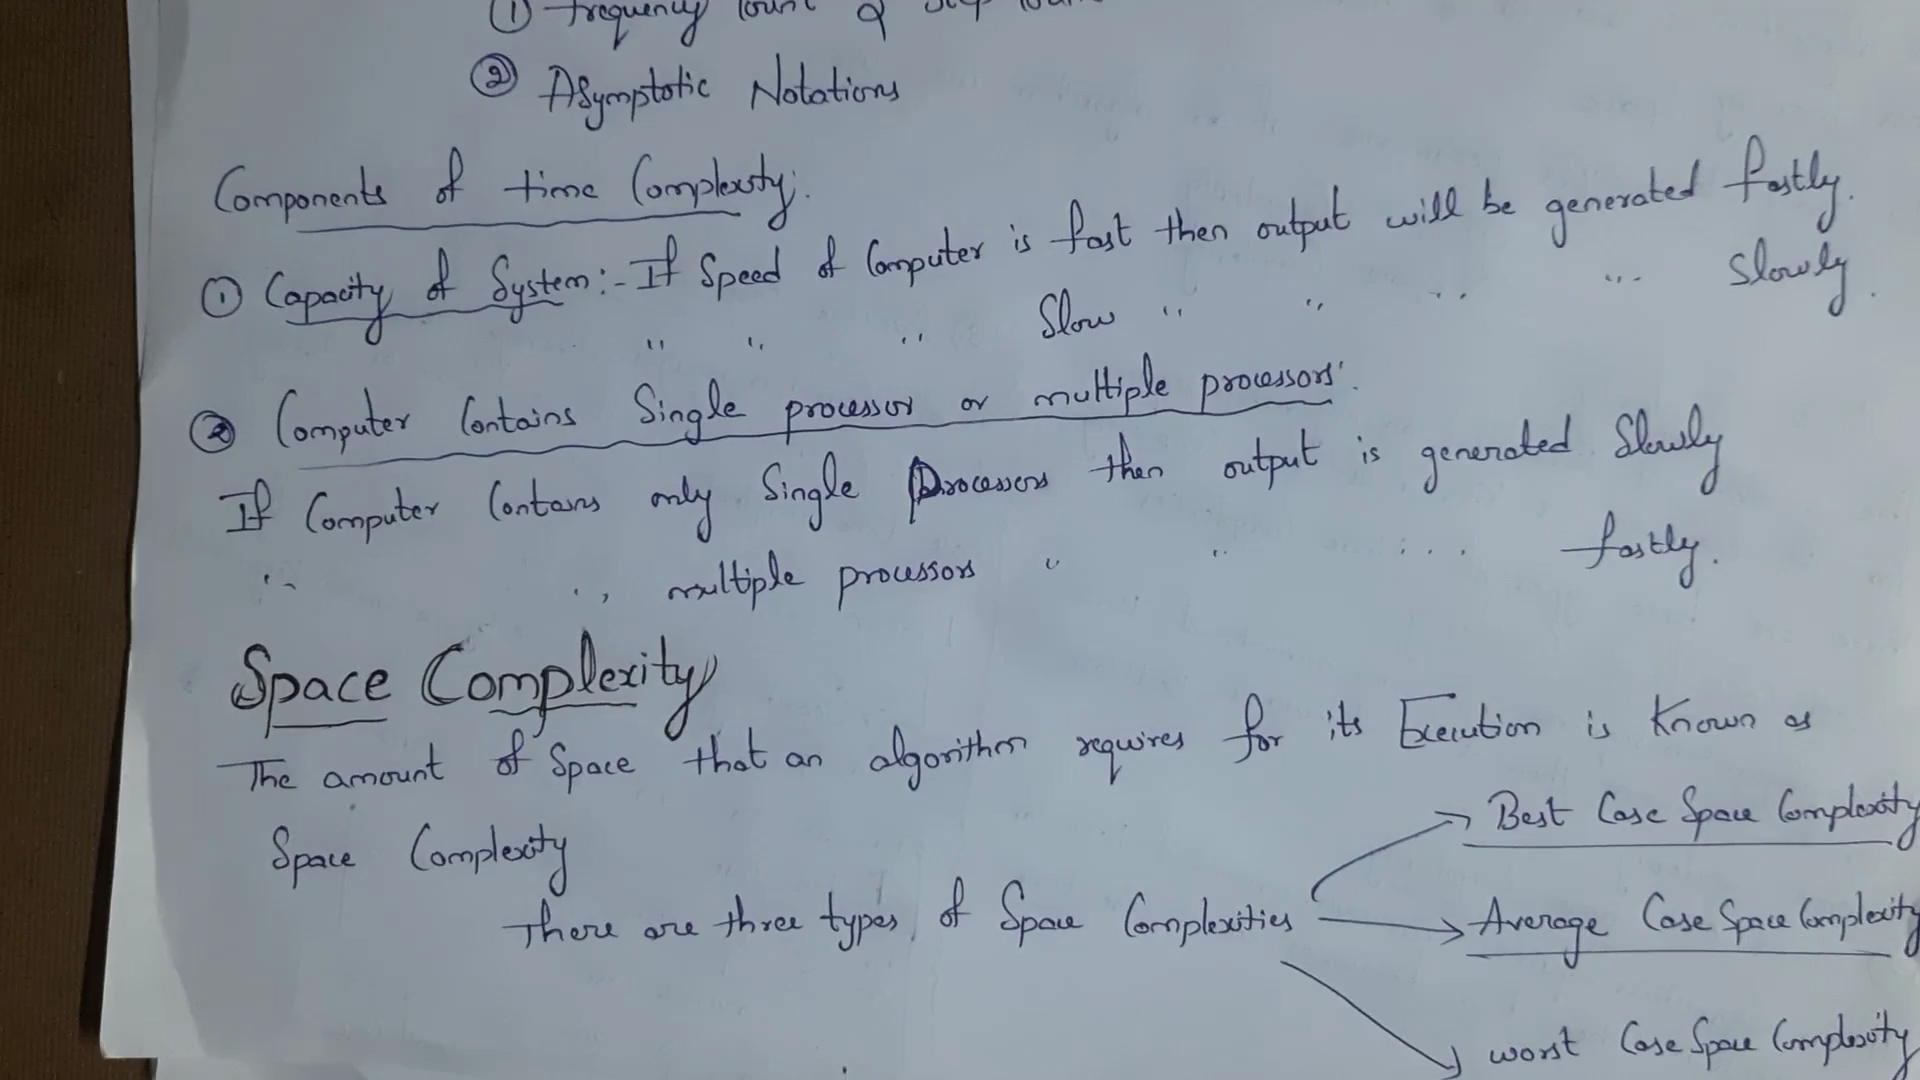 ① frequency count
② Asymptotic Notations
Components of time Complexity:
① Capacity of System:- If Speed of Computer is fast then output will be generated fastly.
" " " Slow " " " " Slowly.
② Computer Contains Single processor or multiple processors.
If Computer Contains only Single Processors then output is generated Slowly
" " multiple processors " " " fastly.
Space Complexity
The amount of Space that an algorithm requires for its Execution is known as
Space Complexity
There are three types of Space Complexities
→ Best Case Space Complexity
→ Average Case Space Complexity
→ worst Case Space Complexity